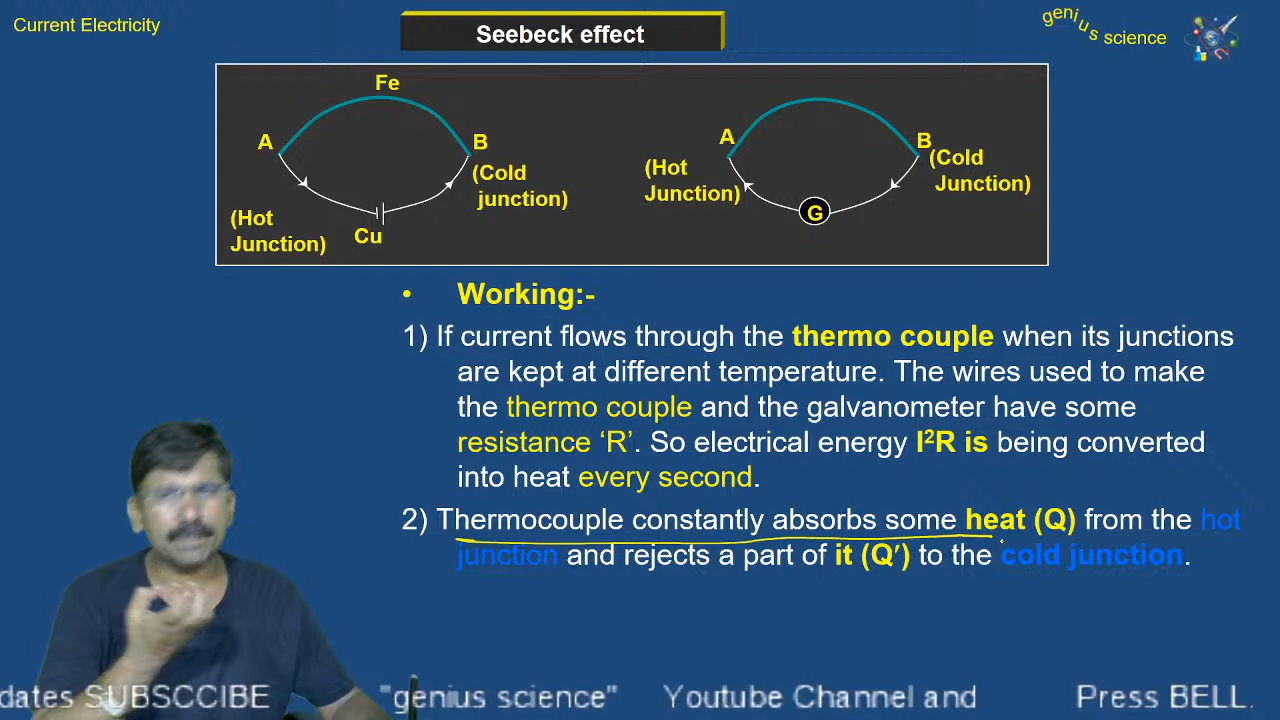 Current Electricity
Seebeck effect
genius science
Fe
A
B
(Cold
junction)
(Hot
Junction)
Cu
A
B
(Hot
Junction)
(Cold
Junction)
G
• Working:-
1) If current flows through the thermo couple when its junctions
are kept at different temperature. The wires used to make
the thermo couple and the galvanometer have some
resistance ‘R’. So electrical energy I²R is being converted
into heat every second.
2) Thermocouple constantly absorbs some heat (Q) from the hot
junction and rejects a part of it (Q′) to the cold junction.
dates SUBSCCIBE "genius science" Youtube Channel and Press BELL.